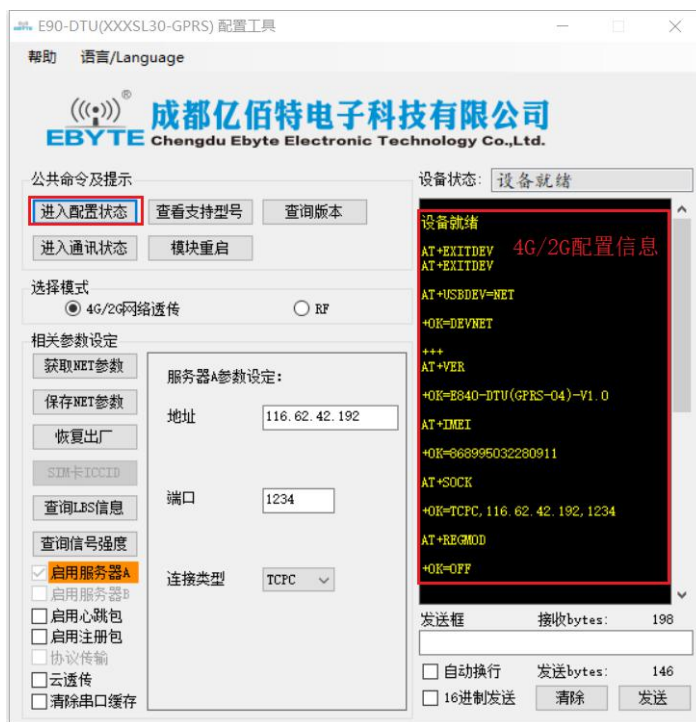 E90-DTU(XXXSL30-GPRS) 配置工具
帮助 语言/Language
EBYTE
®
成都亿佰特电子科技有限公司
Chengdu Ebyte Electronic Technology Co.,Ltd.
公共命令及提示
进入配置状态 查看支持型号 查询版本
进入通讯状态 模块重启
选择模式
4G/2G网络透传 RF
相关参数设定
获取NET参数
保存NET参数
恢复出厂
SIM卡ICCID
查询LBS信息
查询信号强度
启用服务器A
启用服务器B
启用心跳包
启用注册包
协议传输
云透传
清除串口缓存
服务器A参数设定:
地址 116.62.42.192
端口 1234
连接类型 TCPC
设备状态: 设备就绪
设备就绪
4G/2G配置信息
AT+EXITDEV
AT+EXITDEV
AT+USBDEV=NET
+OK=DEVNET
+++
AT+VER
+OK=E840-DTU(GPRS-04)-V1.0
AT+IMEI
+OK=868995032280911
AT+SOCK
+OK=TCPC,116.62.42.192,1234
AT+REGMOD
+OK=OFF
发送框 接收bytes: 198
自动换行 发送bytes: 146
16进制发送 清除 发送